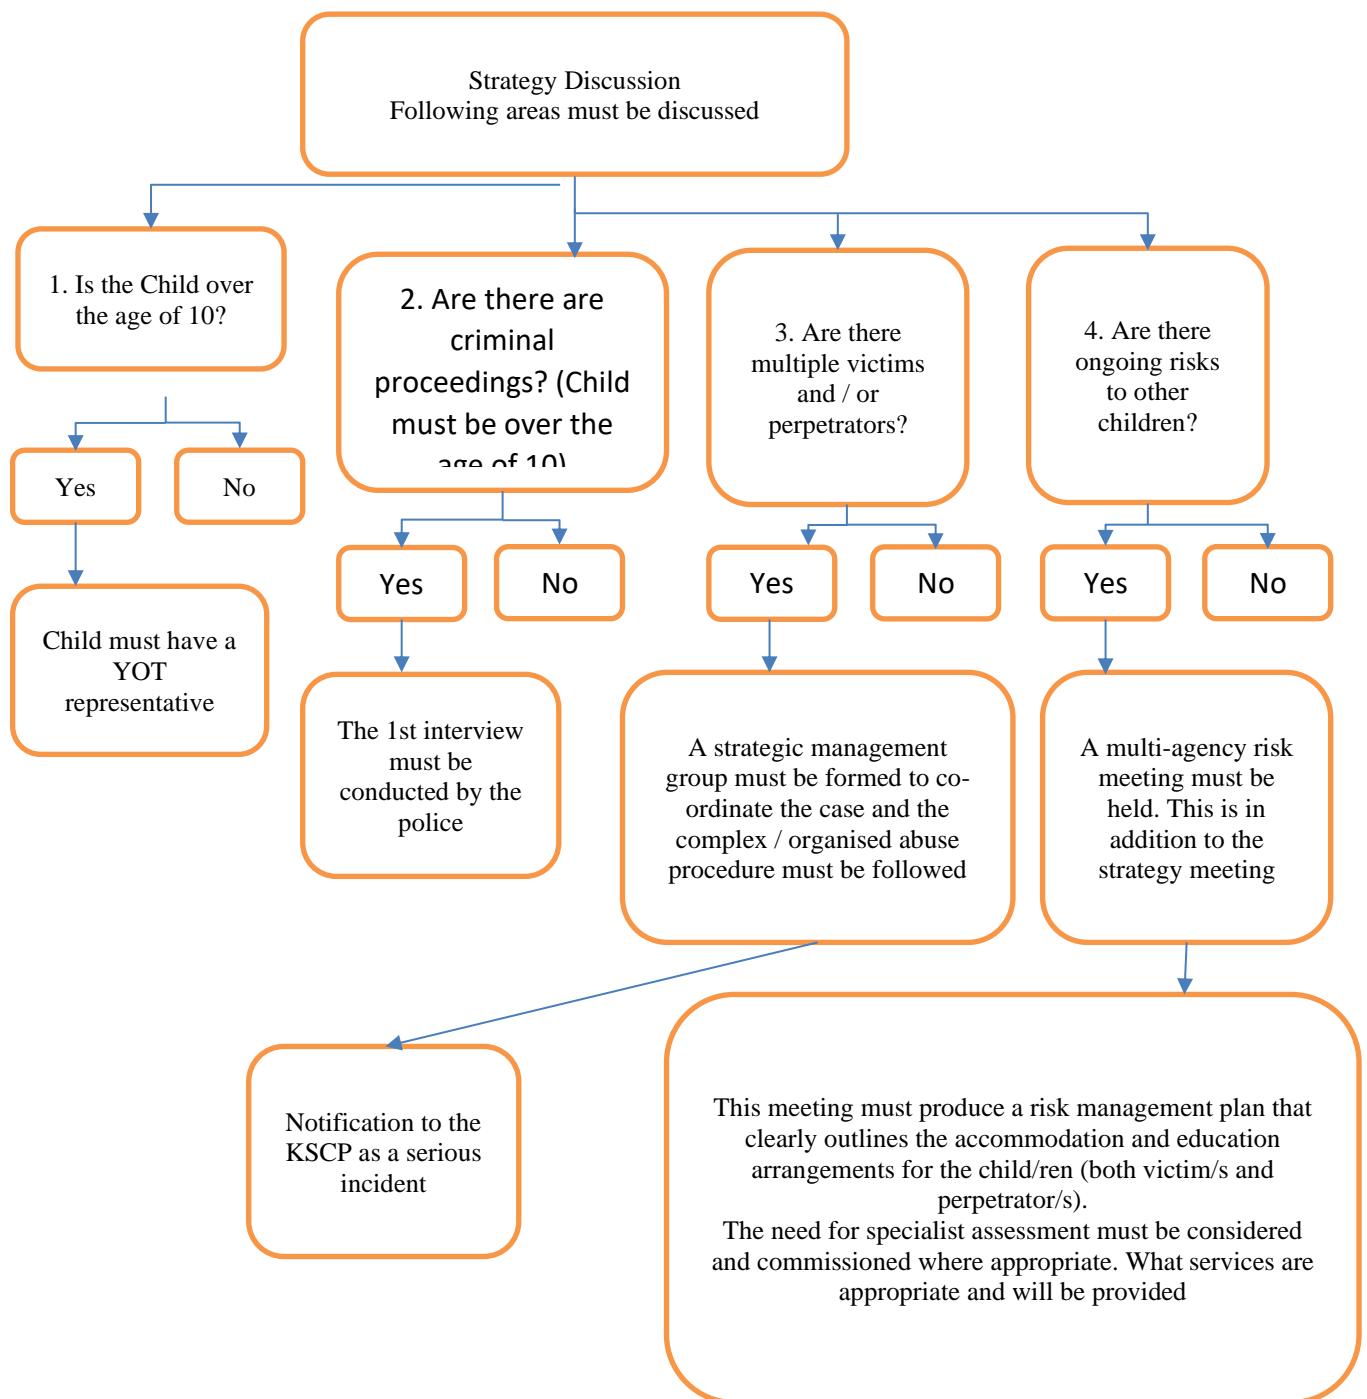 Strategy Discussion
Following areas must be discussed
1. Is the Child over
the age of 10?
2. Are there are
criminal
proceedings? (Child
must be over the
age of 10)
3. Are there
multiple victims
and / or
perpetrators?
4. Are there
ongoing risks
to other
children?
Yes
No
Yes
No
Yes
No
Yes
No
Child must have a
YOT
representative
The 1st interview
must be
conducted by the
police
A strategic management
group must be formed to co-
ordinate the case and the
complex / organised abuse
procedure must be followed
A multi-agency risk
meeting must be
held. This is in
addition to the
strategy meeting
Notification to the
KSCP as a serious
incident
This meeting must produce a risk management plan that
clearly outlines the accommodation and education
arrangements for the child/ren (both victim/s and
perpetrator/s).
The need for specialist assessment must be considered
and commissioned where appropriate. What services are
appropriate and will be provided